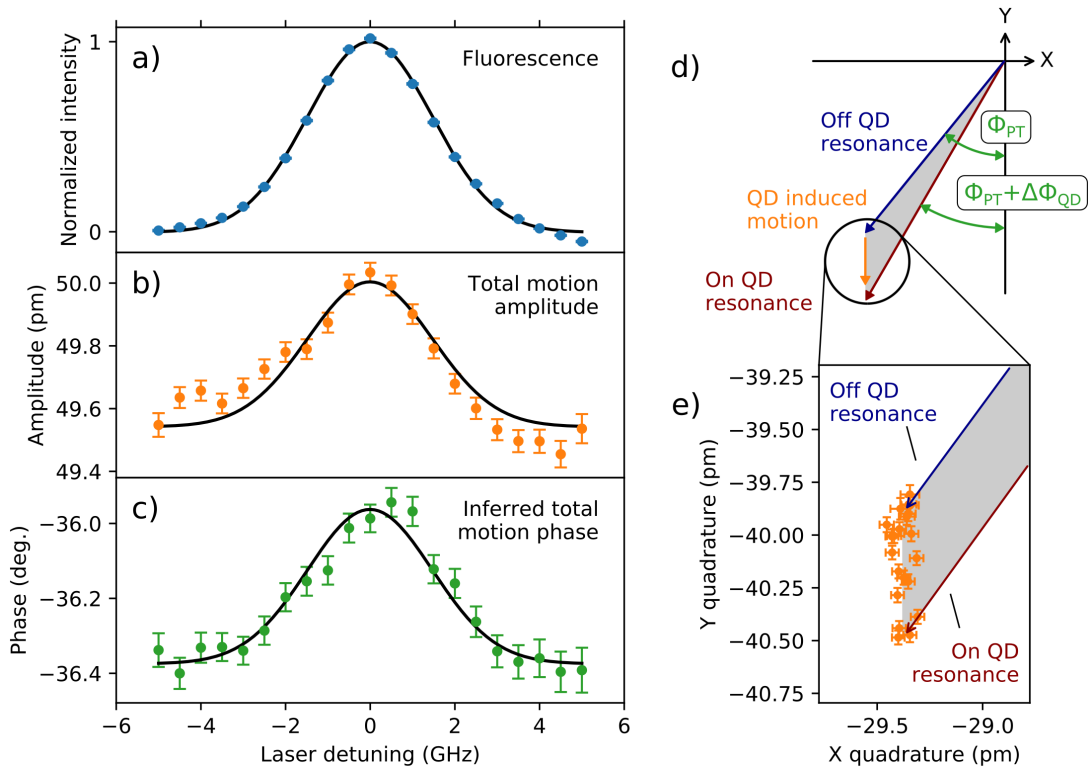 a)
Fluorescence
Normalized intensity
1
0
b)
Total motion
amplitude
Amplitude (pm)
50.0
49.8
49.6
49.4
c)
Inferred total
motion phase
Phase (deg.)
−36.0
−36.2
−36.4
−6
−4
−2
0
2
4
6
Laser detuning (GHz)
d)
Y
X
Off QD
resonance
Φ_PT
QD induced
motion
Φ_PT+ΔΦ_QD
On QD
resonance
e)
Off QD
resonance
On QD
resonance
Y quadrature (pm)
−39.25
−39.50
−39.75
−40.00
−40.25
−40.50
−40.75
−29.4
−29.0
X quadrature (pm)